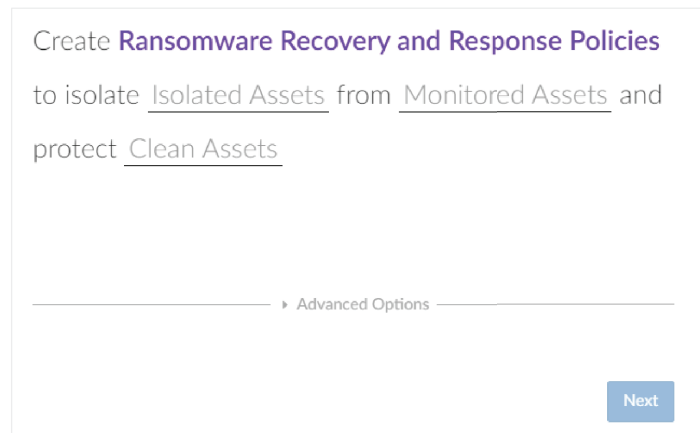 Create Ransomware Recovery and Response Policies
to isolate Isolated Assets from Monitored Assets and
protect Clean Assets
Advanced Options
Next